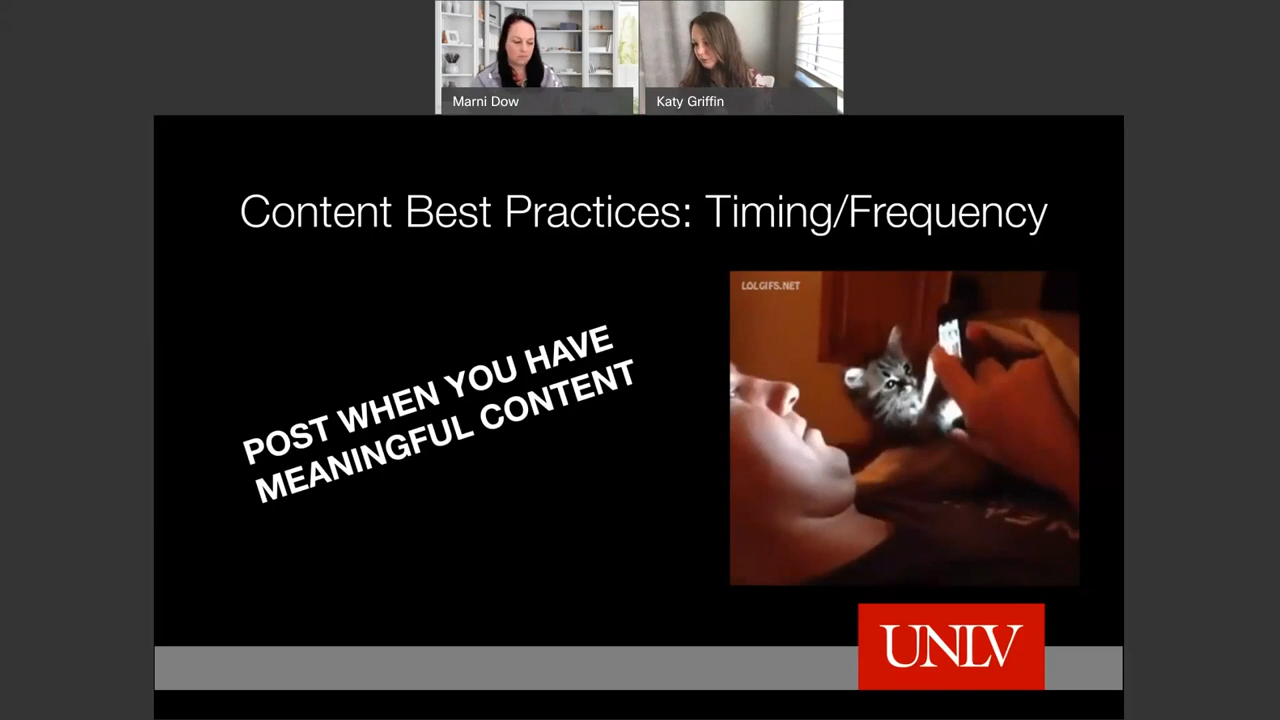 Marni Dow
Katy Griffin
Content Best Practices: Timing/Frequency
LOLGIFS.NET
POST WHEN YOU HAVE
MEANINGFUL CONTENT
UNLV